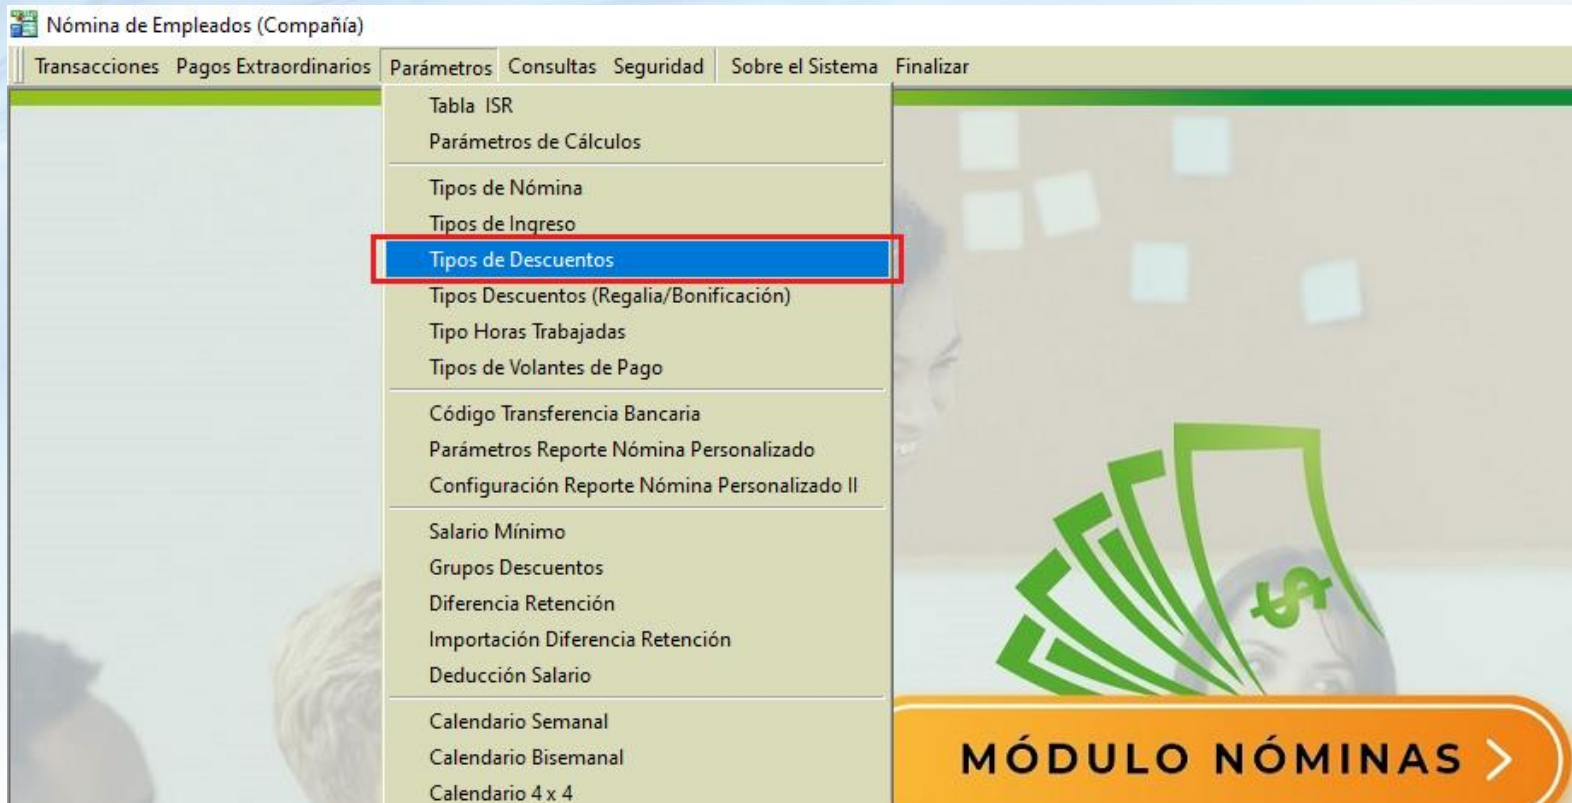 Nómina de Empleados (Compañía)
Transacciones Pagos Extraordinarios Parámetros Consultas Seguridad Sobre el Sistema Finalizar
Tabla ISR
Parámetros de Cálculos
Tipos de Nómina
Tipos de Ingreso
Tipos de Descuentos
Tipos Descuentos (Regalia/Bonificación)
Tipo Horas Trabajadas
Tipos de Volantes de Pago
Código Transferencia Bancaria
Parámetros Reporte Nómina Personalizado
Configuración Reporte Nómina Personalizado II
Salario Mínimo
Grupos Descuentos
Diferencia Retención
Importación Diferencia Retención
Deducción Salario
Calendario Semanal
Calendario Bisemanal
Calendario 4 x 4
$
MÓDULO NÓMINAS >